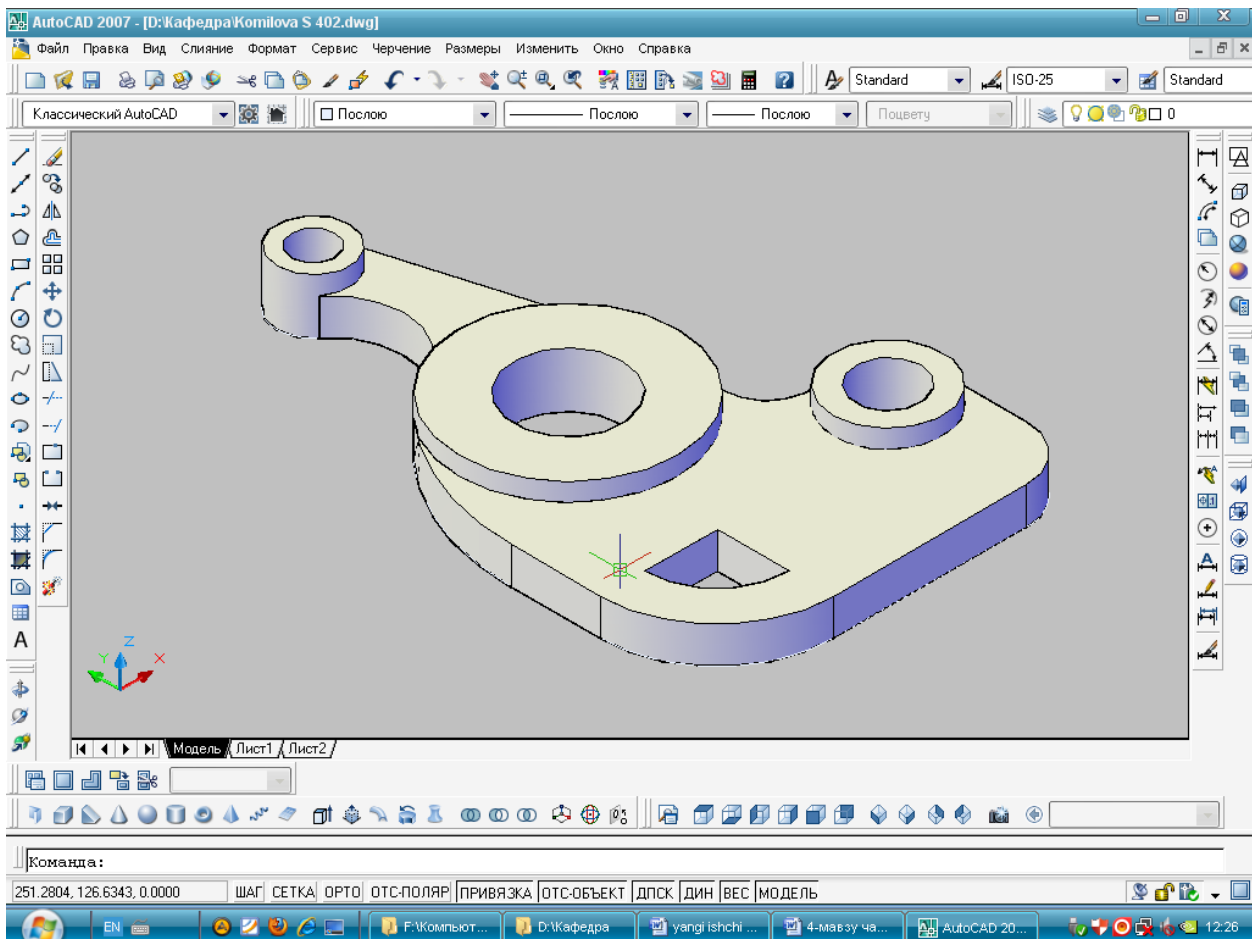 AutoCAD 2007 - [D:\Кафедра\Komilova S 402.dwg]
Файл Правка Вид Слияние Формат Сервис Черчение Размеры Изменить Окно Справка
Standard ISO-25 Standard
Классический AutoCAD Послою Послою Послою Поцвету 0
Z
Y X
A
Модель Лист1 Лист2
Команда:
251.2804, 126.6343, 0.0000 ШАГ СЕТКА ОРТО ОТС-ПОЛЯР ПРИВЯЗКА ОТС-ОБЪЕКТ ДПСК ДИН ВЕС МОДЕЛЬ
EN F:\Компьют... D:\Кафедра yangi ishchi ... 4-мавзу ча... AutoCAD 20... 12:26